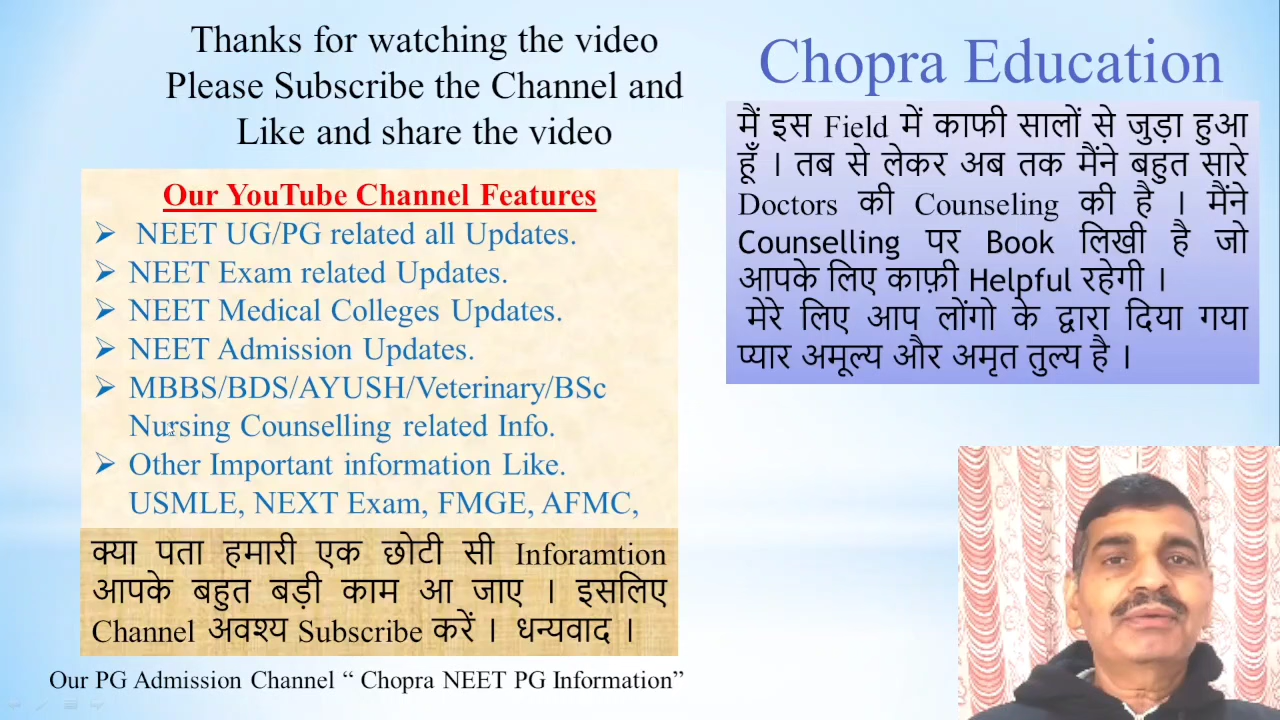 Thanks for watching the video
Please Subscribe the Channel and
Like and share the video
Our YouTube Channel Features
➢ NEET UG/PG related all Updates.
➢ NEET Exam related Updates.
➢ NEET Medical Colleges Updates.
➢ NEET Admission Updates.
➢ MBBS/BDS/AYUSH/Veterinary/BSc
Nursing Counselling related Info.
➢ Other Important information Like.
USMLE, NEXT Exam, FMGE, AFMC,
क्या पता हमारी एक छोटी सी Inforamtion
आपके बहुत बड़ी काम आ जाए । इसलिए
Channel अवश्य Subscribe करें । धन्यवाद ।
Our PG Admission Channel “ Chopra NEET PG Information”
Chopra Education
मैं इस Field में काफी सालों से जुड़ा हुआ
हूँ । तब से लेकर अब तक मैंने बहुत सारे
Doctors की Counseling की है । मैंने
Counselling पर Book लिखी है जो
आपके लिए काफ़ी Helpful रहेगी ।
मेरे लिए आप लोंगो के द्वारा दिया गया
प्यार अमूल्य और अमृत तुल्य है ।